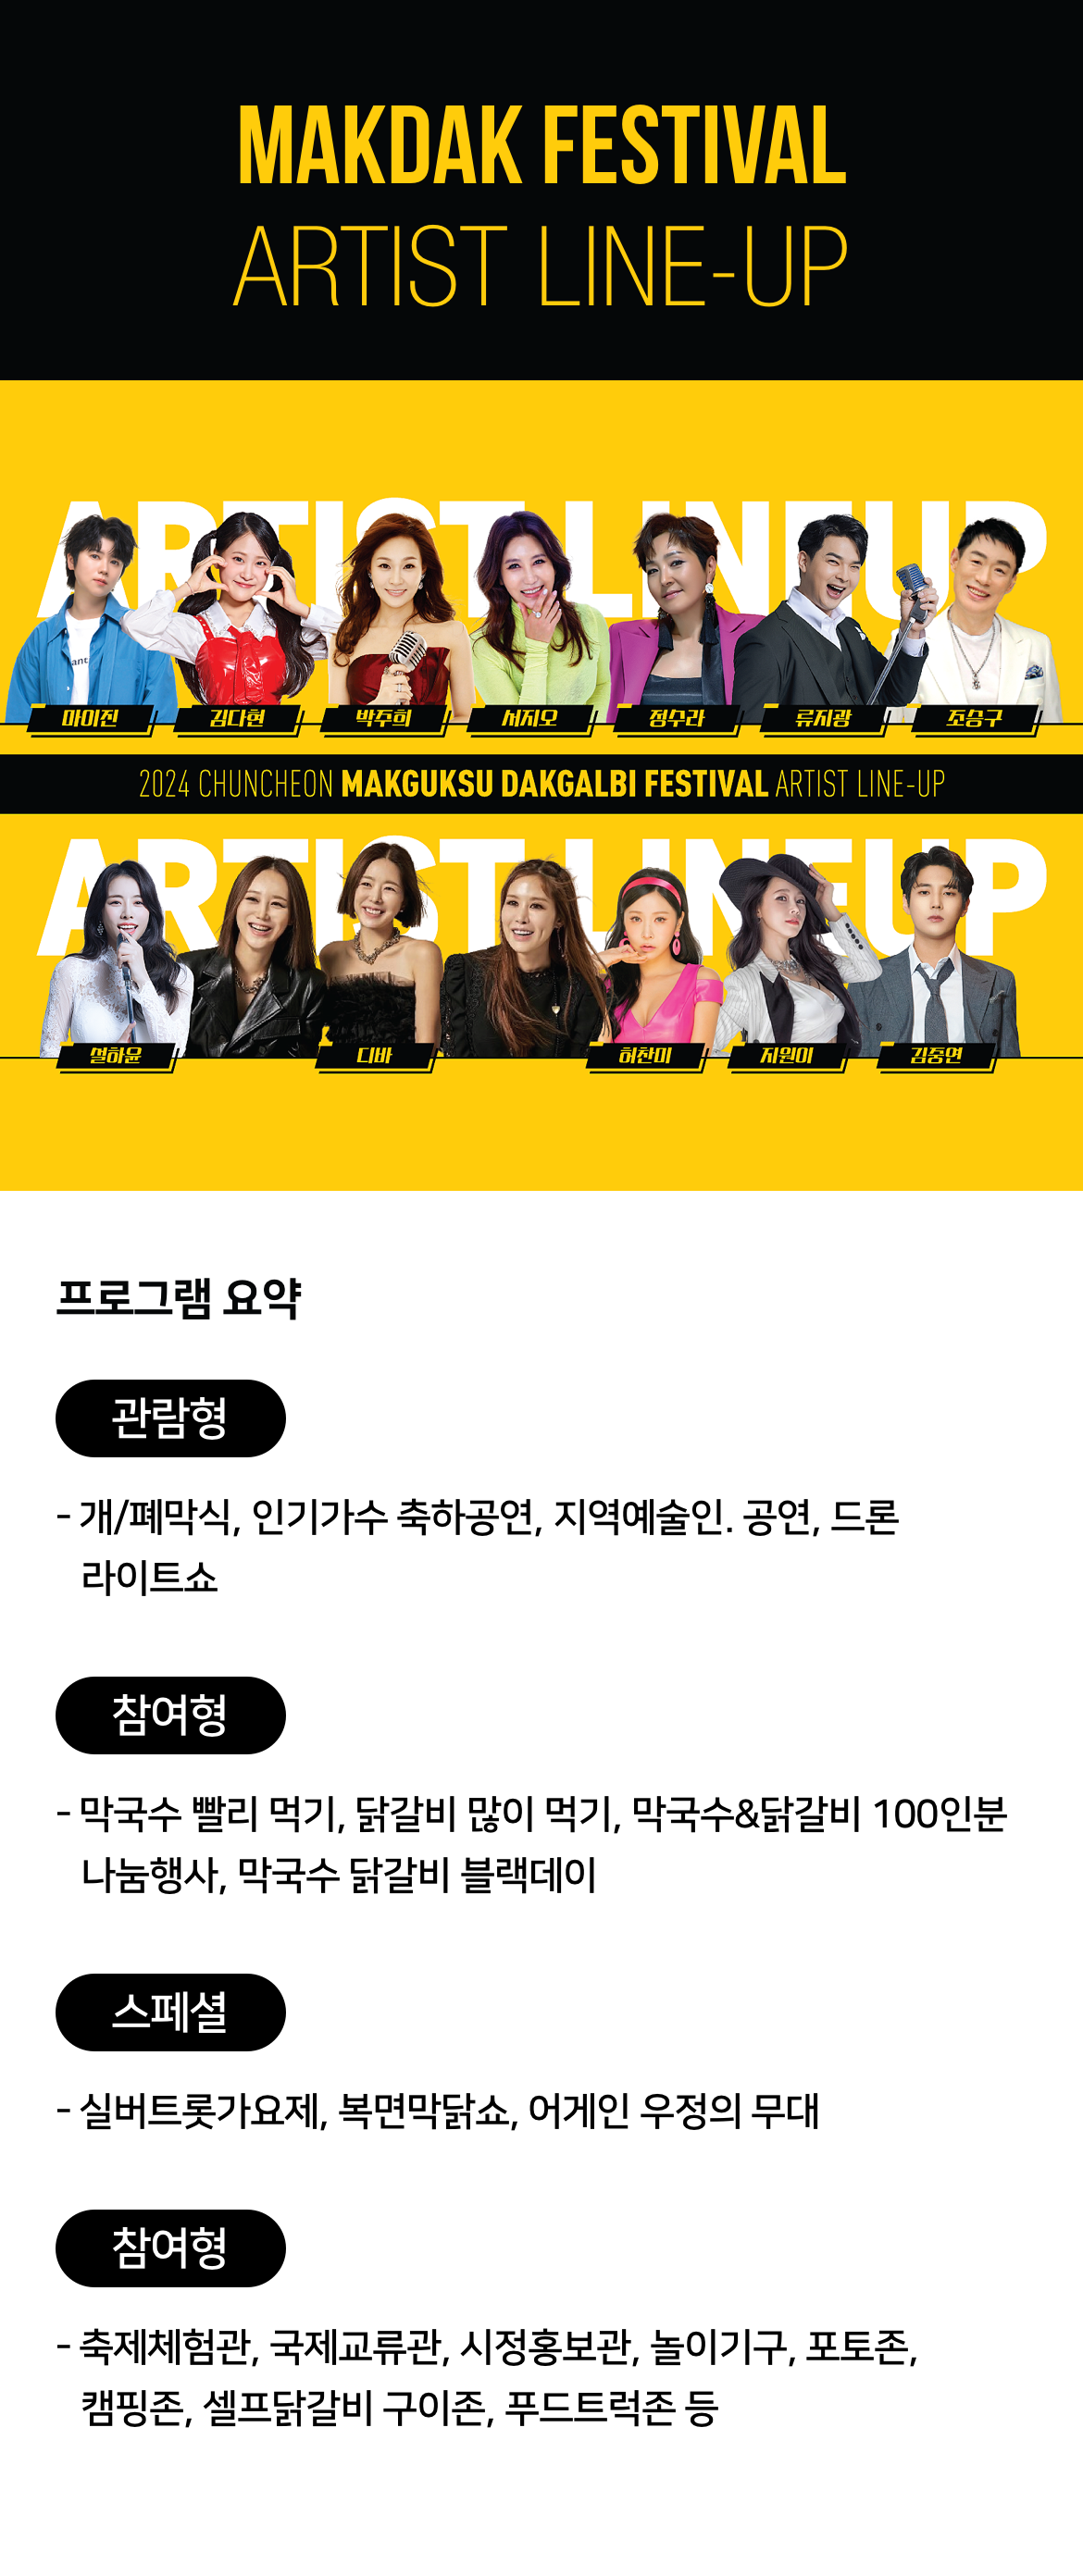 MAKDAK FESTIVAL
ARTIST LINE-UP
ARTIST LINEUP
ant
마이진 김다현 박주희 서지오 정수라 류지광 조승구
2024 CHUNCHEON MAKGUKSU DAKGALBI FESTIVAL ARTIST LINE-UP
ARTIST LINEUP
설하윤 디바 허찬미 지원이 김중연
프로그램 요약
관람형
- 개/폐막식, 인기가수 축하공연, 지역예술인. 공연, 드론
라이트쇼
참여형
- 막국수 빨리 먹기, 닭갈비 많이 먹기, 막국수&닭갈비 100인분
나눔행사, 막국수 닭갈비 블랙데이
스페셜
- 실버트롯가요제, 복면막닭쇼, 어게인 우정의 무대
참여형
- 축제체험관, 국제교류관, 시정홍보관, 놀이기구, 포토존,
캠핑존, 셀프닭갈비 구이존, 푸드트럭존 등